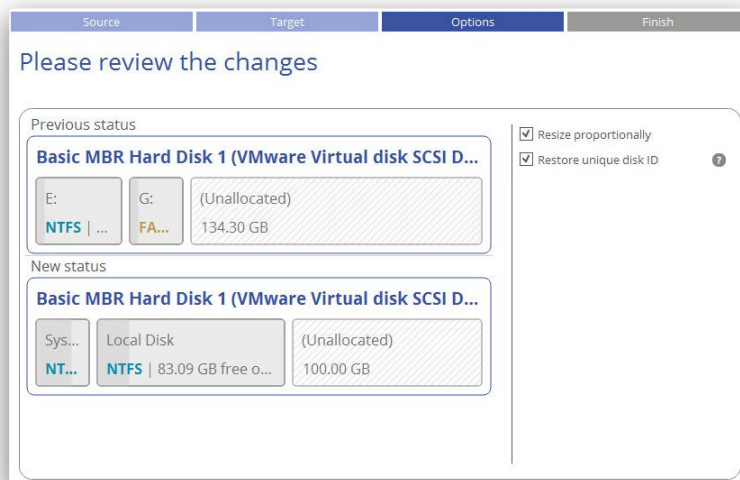 Source Target Options Finish
Please review the changes
Previous status
Basic MBR Hard Disk 1 (VMware Virtual disk SCSI D...
E: G: (Unallocated)
NTFS | ... FA... 134.30 GB
New status
Basic MBR Hard Disk 1 (VMware Virtual disk SCSI D...
Sys... Local Disk (Unallocated)
NT... NTFS | 83.09 GB free o... 100.00 GB
Resize proportionally
Restore unique disk ID ?